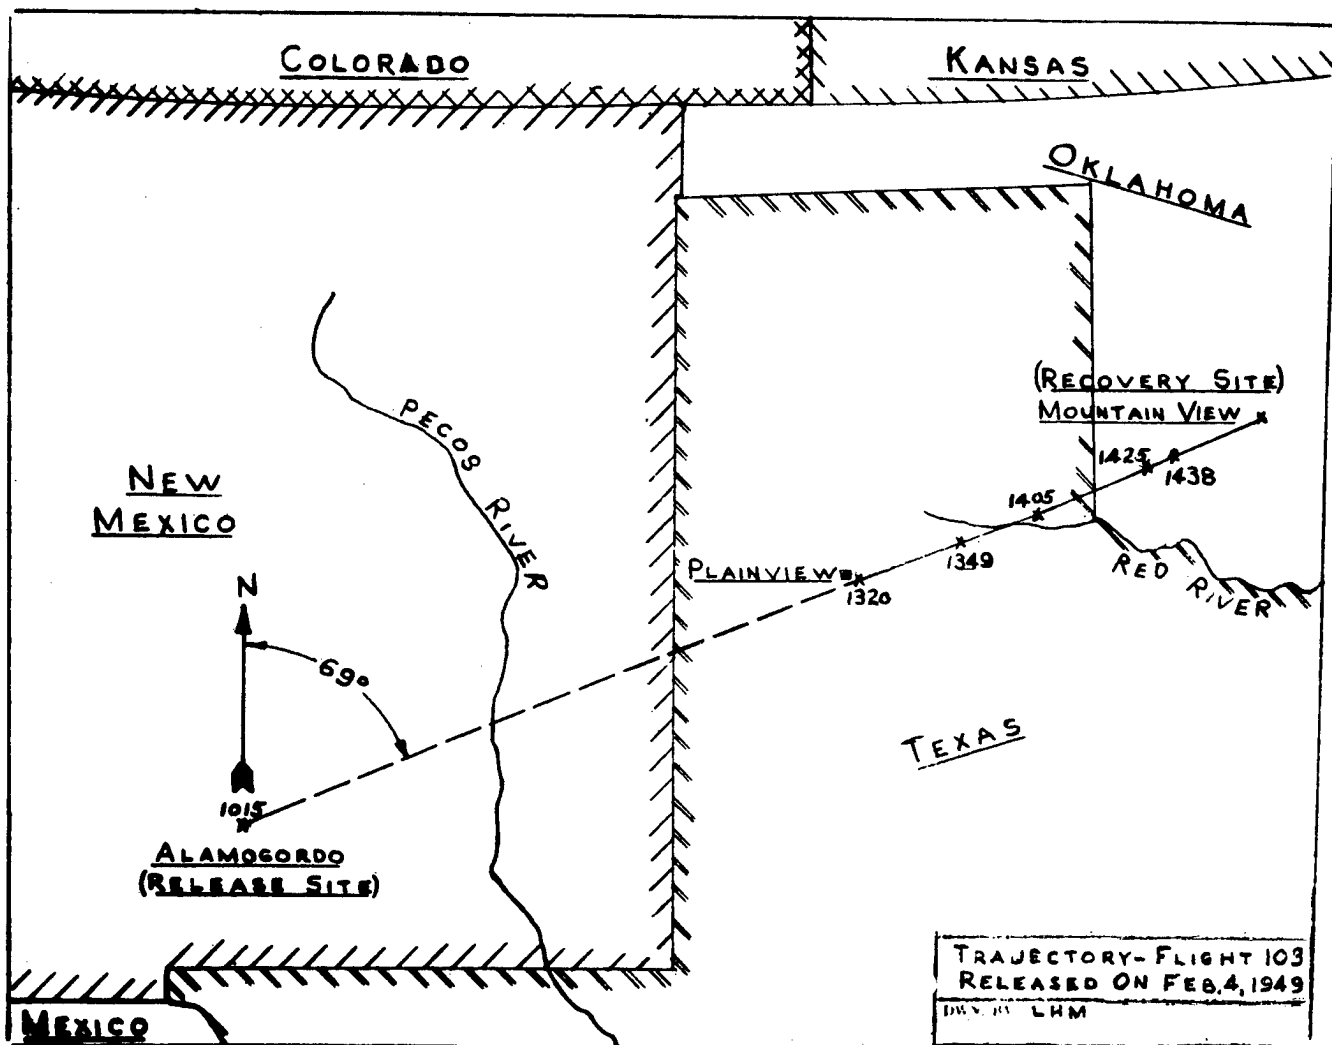 COLORADO
KANSAS
OKLAHOMA
(RECOVERY SITE)
MOUNTAIN VIEW
PECOS RIVER
NEW
MEXICO
1425
1438
1405
1349
RED RIVER
PLAINVIEW
1320
N
69°
TEXAS
1015
ALAMOGORDO
(RELEASE SITE)
TRAJECTORY-FLIGHT 103
RELEASED ON FEB.4,1949
LHM
MEXICO